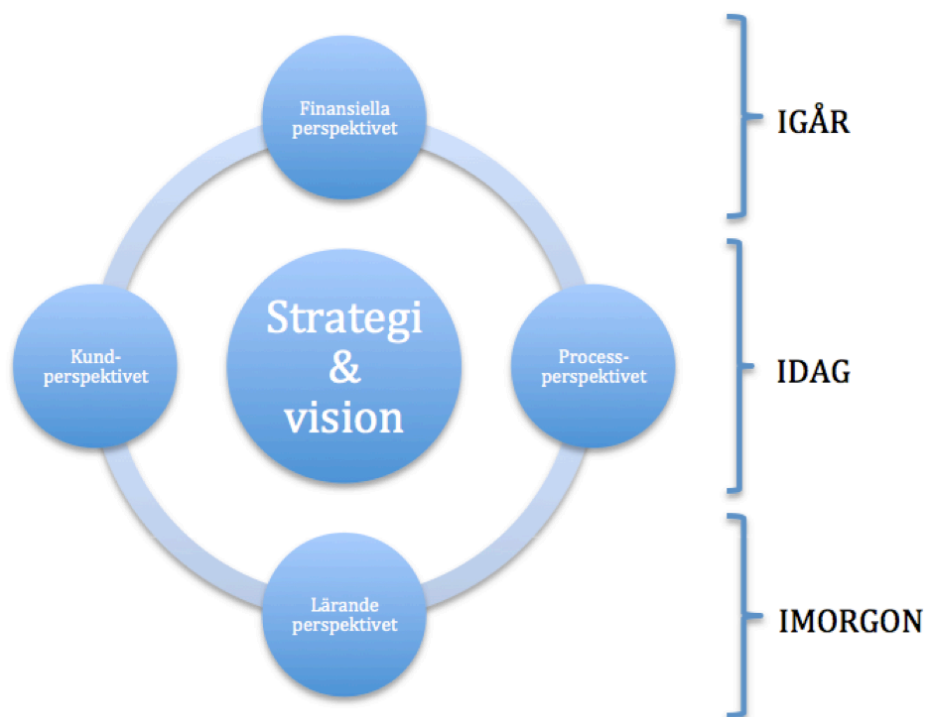 Finansiella
perspektivet
IGÅR
Kund-
perspektivet
Strategi
&
vision
Process-
perspektivet
IDAG
Lärande
perspektivet
IMORGON